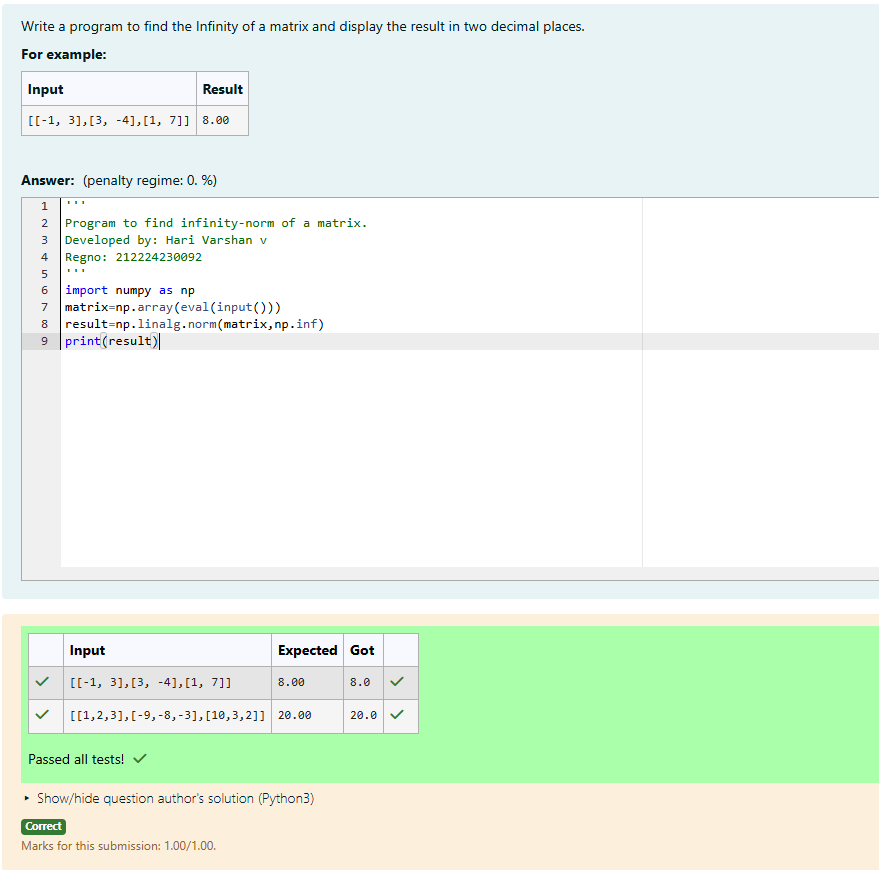 Write a program to find the Infinity of a matrix and display the result in two decimal places.
For example:
Input Result
[[-1, 3],[3, -4],[1, 7]] 8.00
Answer: (penalty regime: 0. %)
1 '''
2 Program to find infinity-norm of a matrix.
3 Developed by: Hari Varshan v
4 Regno: 212224230092
5 '''
6 import numpy as np
7 matrix=np.array(eval(input()))
8 result=np.linalg.norm(matrix,np.inf)
9 print(result)
Input Expected Got
[[-1, 3],[3, -4],[1, 7]] 8.00 8.0
[[1,2,3],[-9,-8,-3],[10,3,2]] 20.00 20.0
Passed all tests!
Show/hide question author's solution (Python3)
Correct
Marks for this submission: 1.00/1.00.